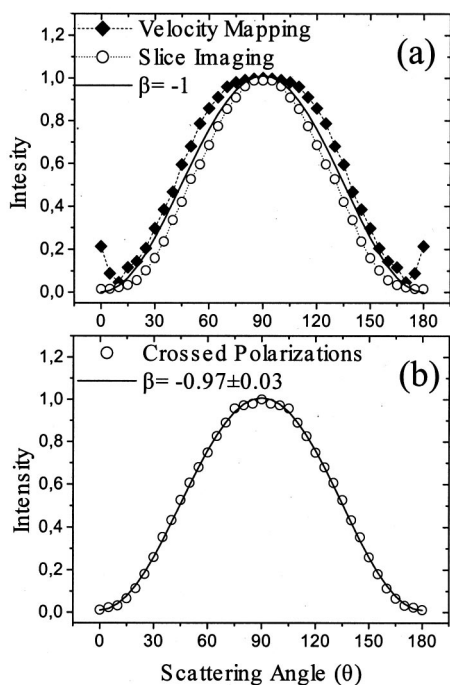 Velocity Mapping
Slice Imaging
β= -1
(a)
1,2
1,0
0,8
0,6
0,4
0,2
0,0
Intesity
0 30 60 90 120 150 180
Crossed Polarizations
β= -0.97±0.03
(b)
1,2
1,0
0,8
0,6
0,4
0,2
0,0
Intensity
0 30 60 90 120 150 180
Scattering Angle (θ)